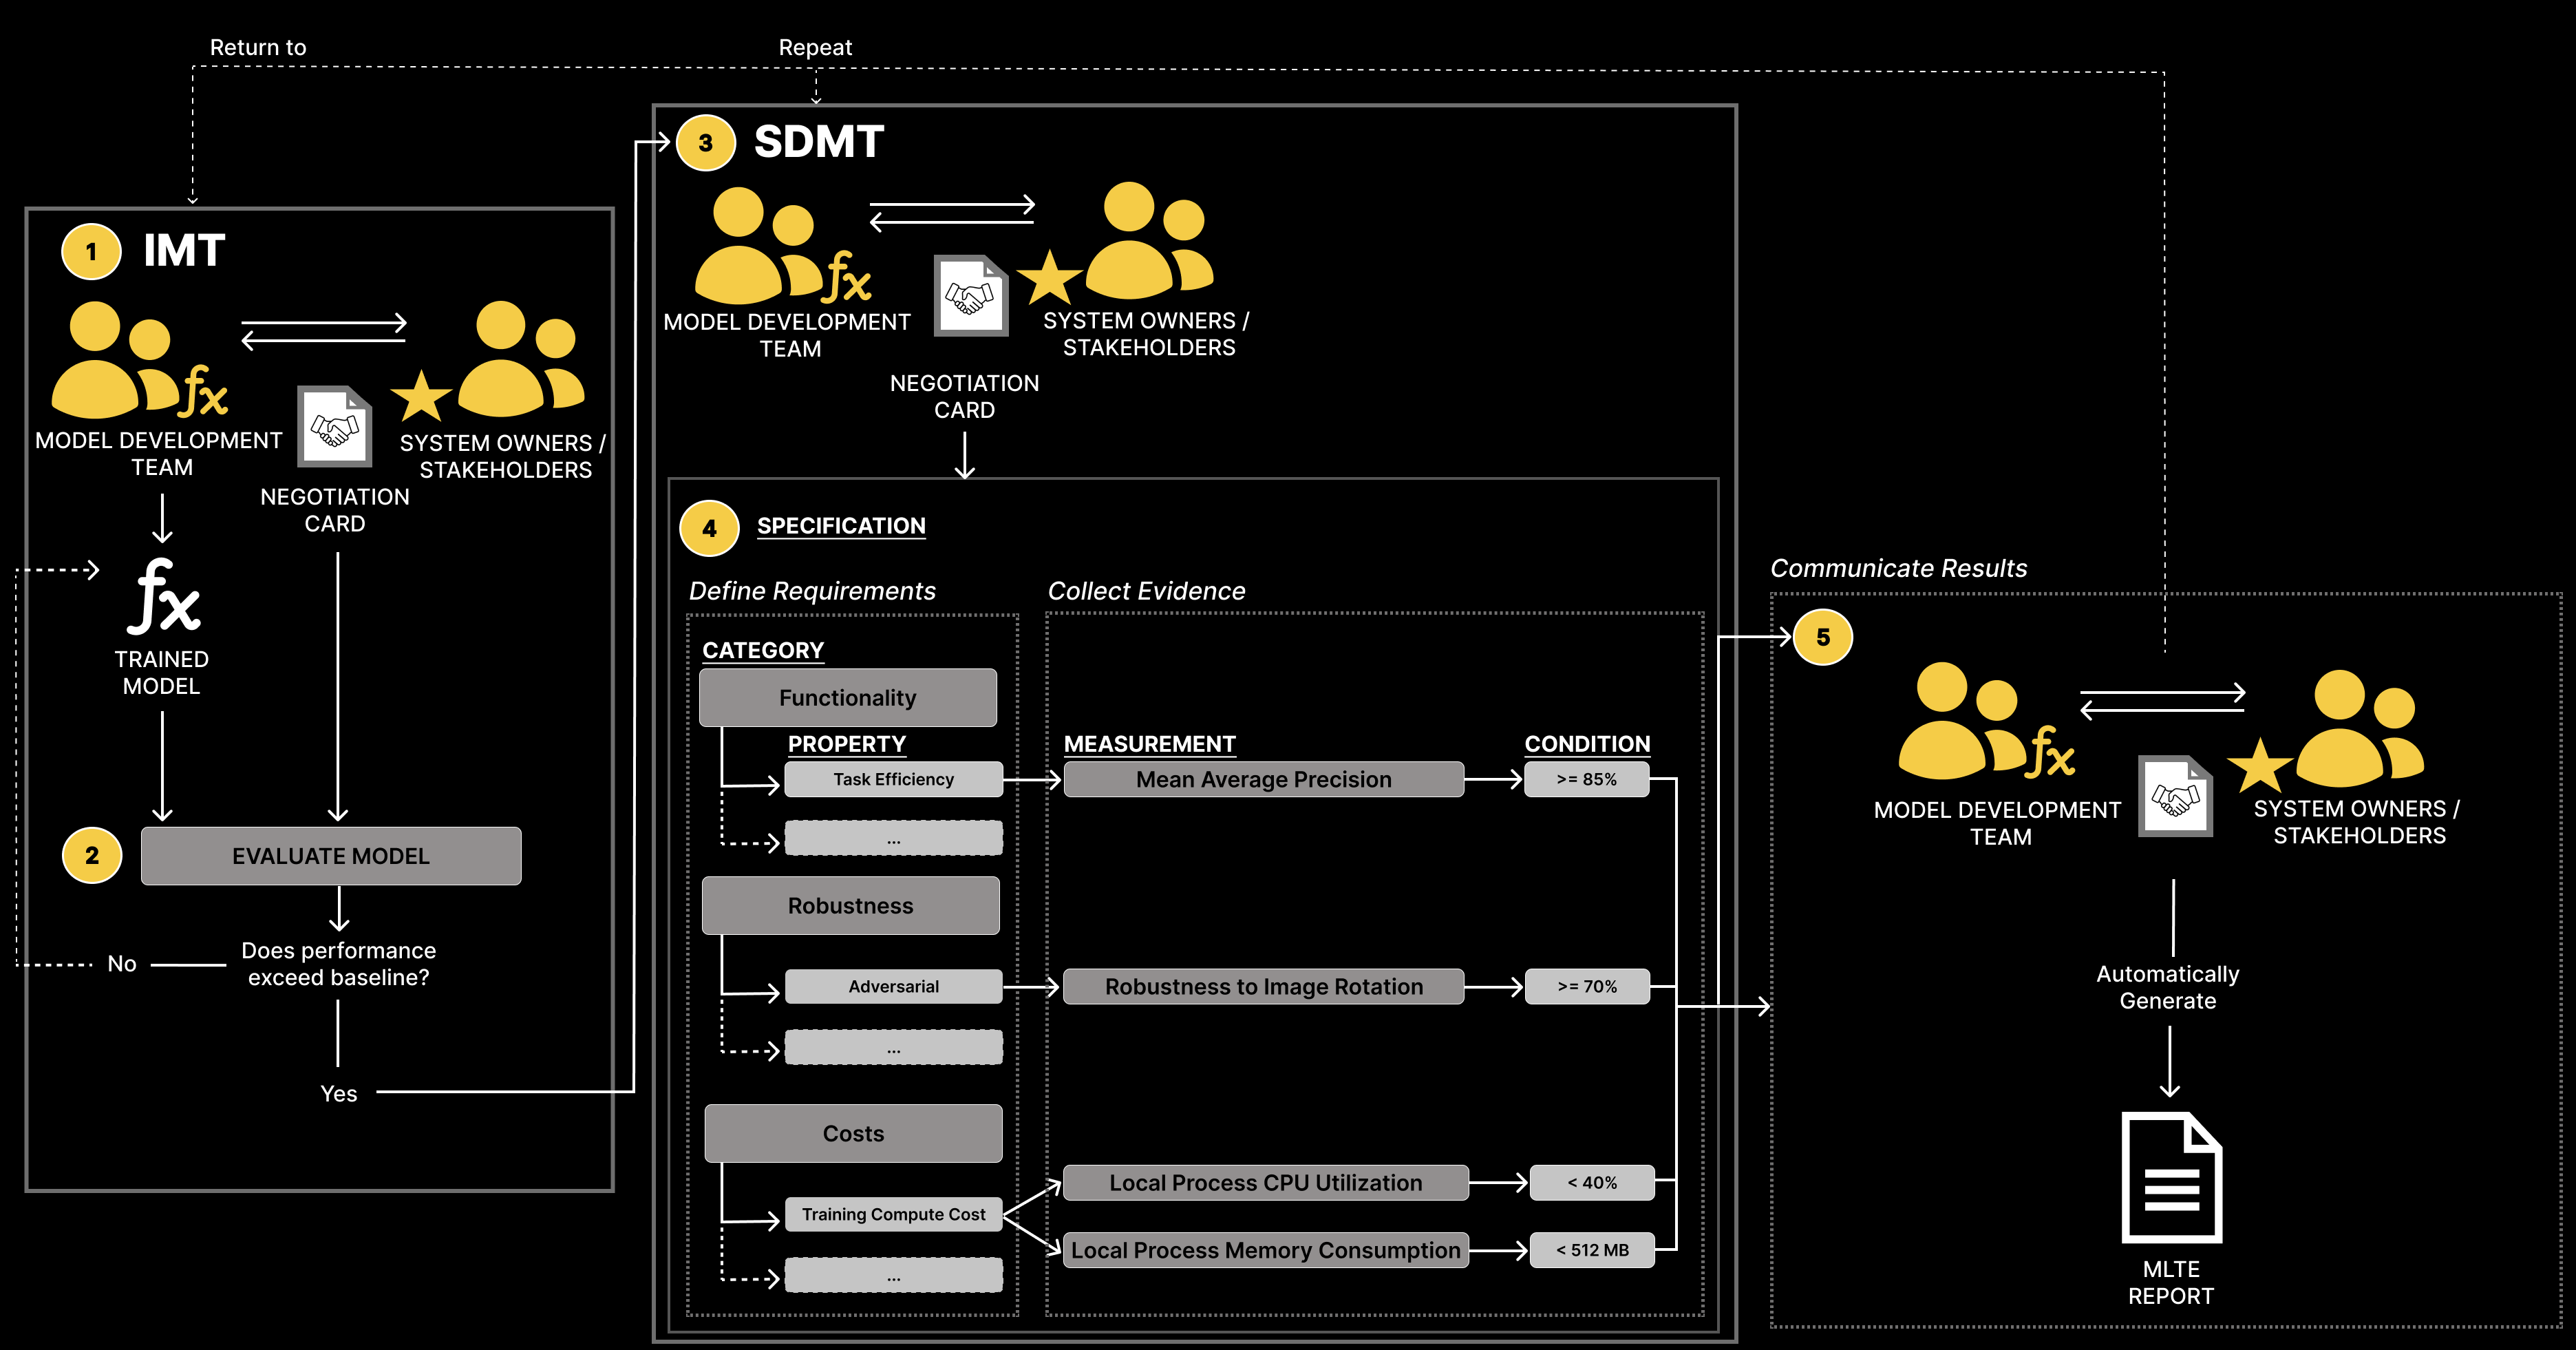 Return to
Repeat
1
IMT
MODEL DEVELOPMENT
TEAM
NEGOTIATION
CARD
SYSTEM OWNERS /
STAKEHOLDERS
fx
fx
TRAINED
MODEL
2
EVALUATE MODEL
Does performance
exceed baseline?
No
Yes
3
SDMT
fx
MODEL DEVELOPMENT
TEAM
SYSTEM OWNERS /
STAKEHOLDERS
NEGOTIATION
CARD
4
SPECIFICATION
Define Requirements
Collect Evidence
CATEGORY
Functionality
PROPERTY
MEASUREMENT
CONDITION
Task Efficiency
Mean Average Precision
>= 85%
...
Robustness
Adversarial
Robustness to Image Rotation
>= 70%
...
Costs
Training Compute Cost
Local Process CPU Utilization
< 40%
Local Process Memory Consumption
< 512 MB
...
Communicate Results
5
fx
MODEL DEVELOPMENT
TEAM
SYSTEM OWNERS /
STAKEHOLDERS
Automatically
Generate
MLTE
REPORT